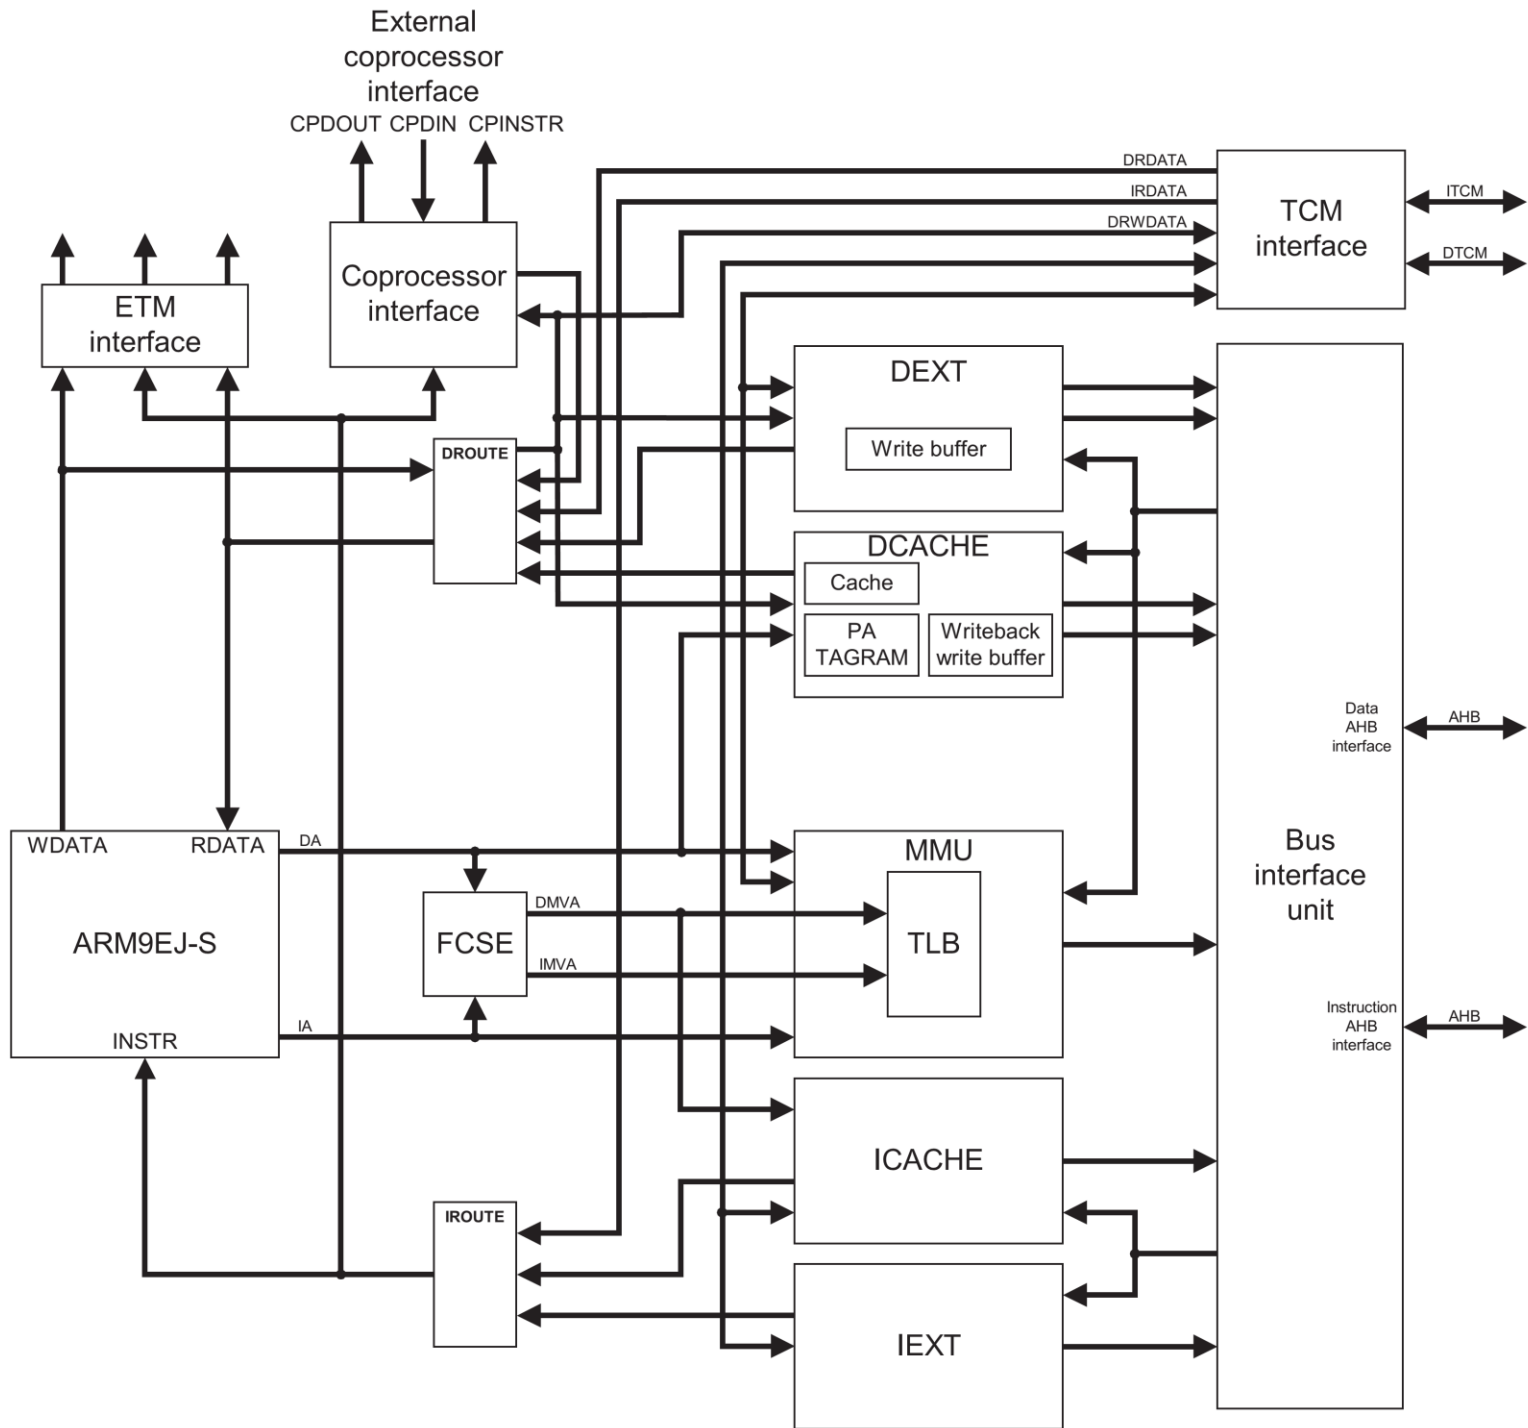 External
coprocessor
interface
CPDOUT CPDIN CPINSTR
DRDATA
IRDATA
DRWDATA
TCM
interface
ITCM
DTCM
ETM
interface
Coprocessor
interface
DEXT
Write buffer
DROUTE
DCACHE
Cache
PA
TAGRAM
Writeback
write buffer
Data
AHB
interface
AHB
WDATA
RDATA
DA
MMU
Bus
interface
unit
DMVA
ARM9EJ-S
FCSE
TLB
IMVA
IA
INSTR
Instruction
AHB
interface
AHB
ICACHE
IROUTE
IEXT